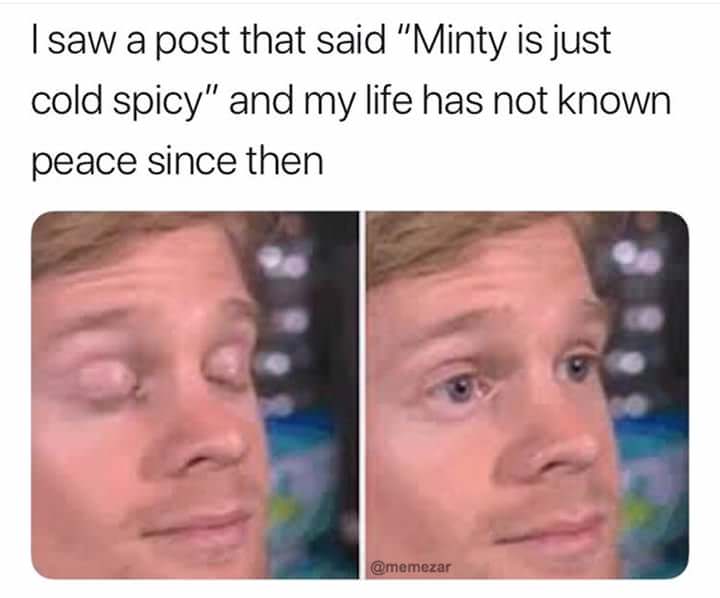 I saw a post that said "Minty is just
cold spicy" and my life has not known
peace since then
@memezar